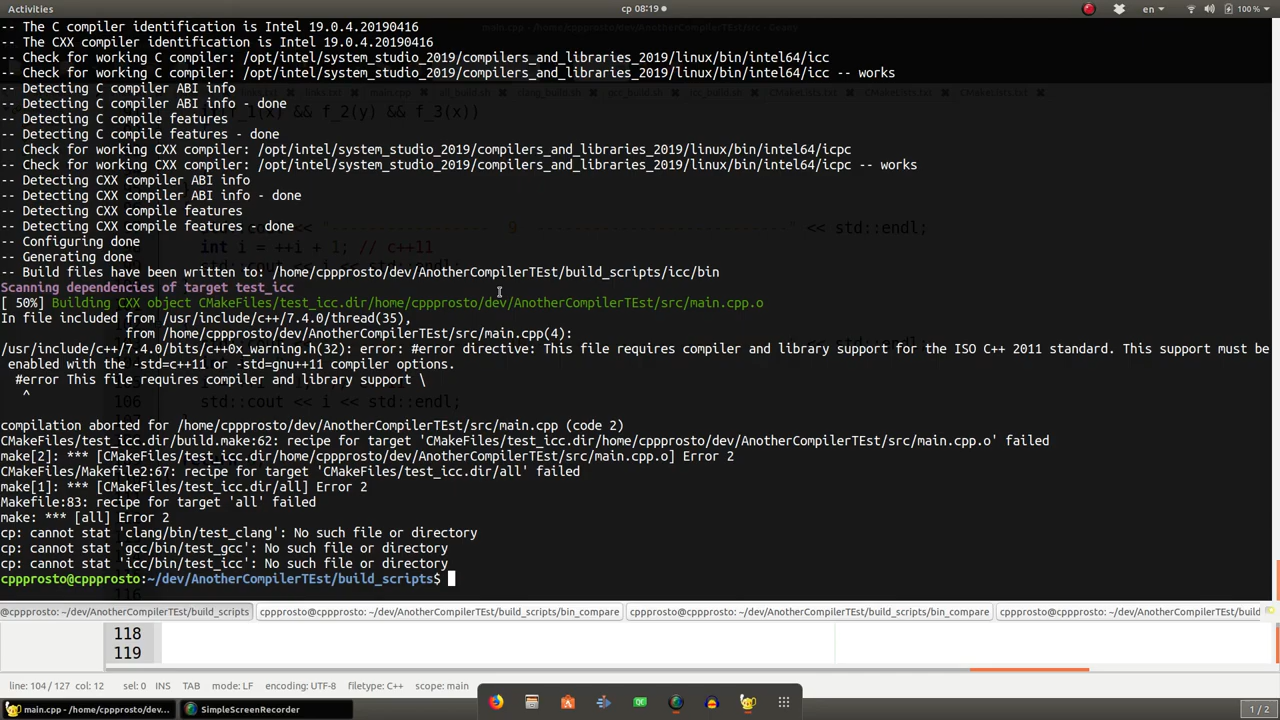 Activities
ср 08:19
en
100 %
-- The C compiler identification is Intel 19.0.4.20190416
-- The CXX compiler identification is Intel 19.0.4.20190416
-- Check for working C compiler: /opt/intel/system_studio_2019/compilers_and_libraries_2019/linux/bin/intel64/icc
-- Check for working C compiler: /opt/intel/system_studio_2019/compilers_and_libraries_2019/linux/bin/intel64/icc -- works
-- Detecting C compiler ABI info
-- Detecting C compiler ABI info - done
-- Detecting C compile features
-- Detecting C compile features - done
-- Check for working CXX compiler: /opt/intel/system_studio_2019/compilers_and_libraries_2019/linux/bin/intel64/icpc
-- Check for working CXX compiler: /opt/intel/system_studio_2019/compilers_and_libraries_2019/linux/bin/intel64/icpc -- works
-- Detecting CXX compiler ABI info
-- Detecting CXX compiler ABI info - done
-- Detecting CXX compile features
-- Detecting CXX compile features - done
-- Configuring done
-- Generating done
-- Build files have been written to: /home/cppprosto/dev/AnotherCompilerTEst/build_scripts/icc/bin
Scanning dependencies of target test_icc
[ 50%] Building CXX object CMakeFiles/test_icc.dir/home/cppprosto/dev/AnotherCompilerTEst/src/main.cpp.o
In file included from /usr/include/c++/7.4.0/thread(35),
from /home/cppprosto/dev/AnotherCompilerTEst/src/main.cpp(4):
/usr/include/c++/7.4.0/bits/c++0x_warning.h(32): error: #error directive: This file requires compiler and library support for the ISO C++ 2011 standard. This support must be
enabled with the -std=c++11 or -std=gnu++11 compiler options.
#error This file requires compiler and library support \
^
compilation aborted for /home/cppprosto/dev/AnotherCompilerTEst/src/main.cpp (code 2)
CMakeFiles/test_icc.dir/build.make:62: recipe for target 'CMakeFiles/test_icc.dir/home/cppprosto/dev/AnotherCompilerTEst/src/main.cpp.o' failed
make[2]: *** [CMakeFiles/test_icc.dir/home/cppprosto/dev/AnotherCompilerTEst/src/main.cpp.o] Error 2
CMakeFiles/Makefile2:67: recipe for target 'CMakeFiles/test_icc.dir/all' failed
make[1]: *** [CMakeFiles/test_icc.dir/all] Error 2
Makefile:83: recipe for target 'all' failed
make: *** [all] Error 2
cp: cannot stat 'clang/bin/test_clang': No such file or directory
cp: cannot stat 'gcc/bin/test_gcc': No such file or directory
cp: cannot stat 'icc/bin/test_icc': No such file or directory
cppprosto@cppprosto:~/dev/AnotherCompilerTEst/build_scripts$
@cppprosto: ~/dev/AnotherCompilerTEst/build_scripts
cppprosto@cppprosto: ~/dev/AnotherCompilerTEst/build_scripts/bin_compare
cppprosto@cppprosto: ~/dev/AnotherCompilerTEst/build_scripts/bin_compare
cppprosto@cppprosto: ~/dev/AnotherCompilerTEst/build
118
119
line: 104 / 127 col: 12 sel: 0 INS TAB mode: LF encoding: UTF-8 filetype: C++ scope: main
main.cpp - /home/cppprosto/dev...
SimpleScreenRecorder
1 / 2